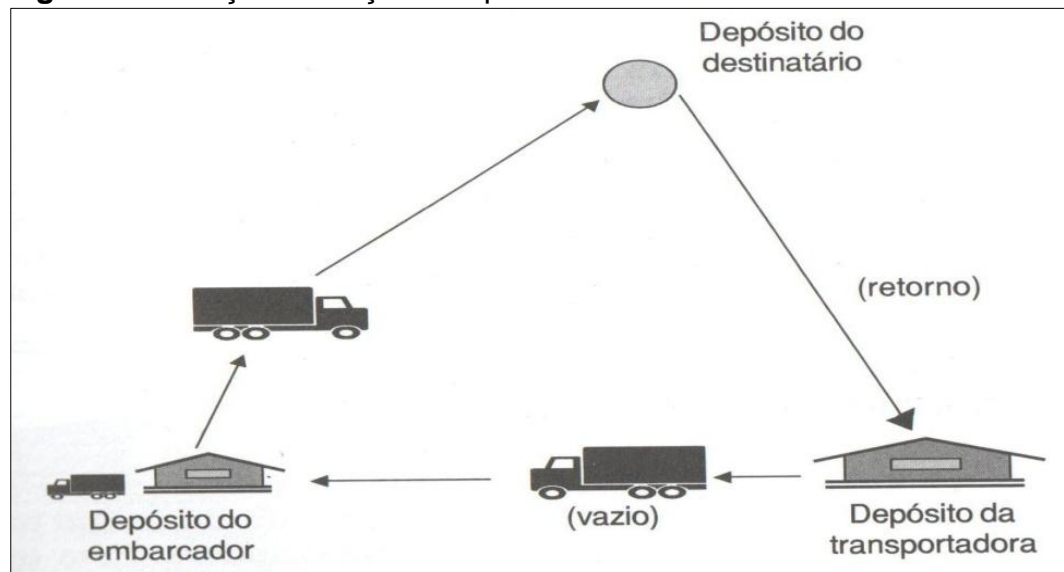 Depósito do
destinatário
(retorno)
(vazio)
Depósito do
embarcador
Depósito da
transportadora